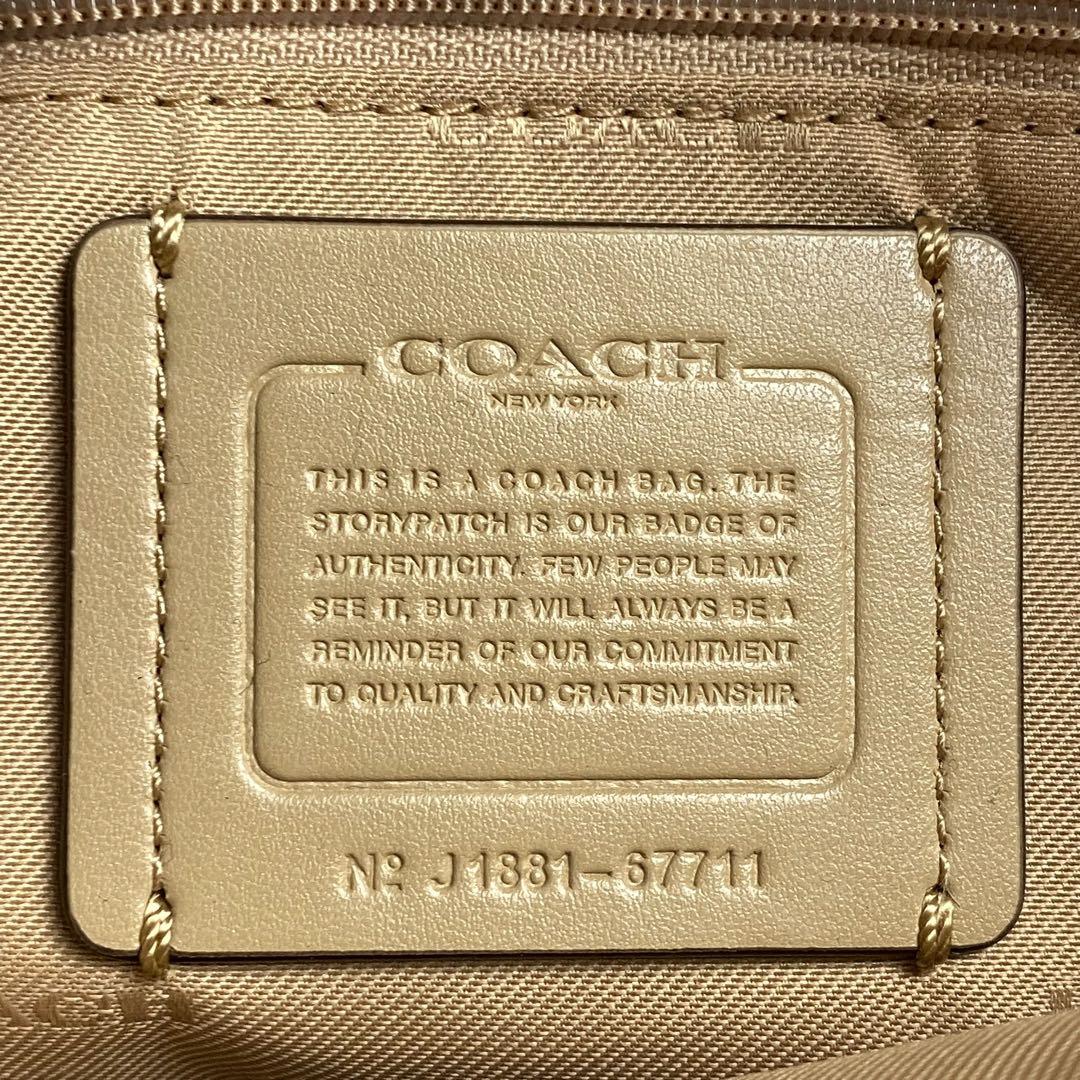 COACH
NEW YORK
THIS IS A COACH BAG. THE
STORYPATCH IS OUR BADGE OF
AUTHENTICITY. FEW PEOPLE MAY
SEE IT, BUT IT WILL ALWAYS BE A
REMINDER OF OUR COMMITMENT
TO QUALITY AND CRAFTSMANSHIP.
Nº J1881-67711